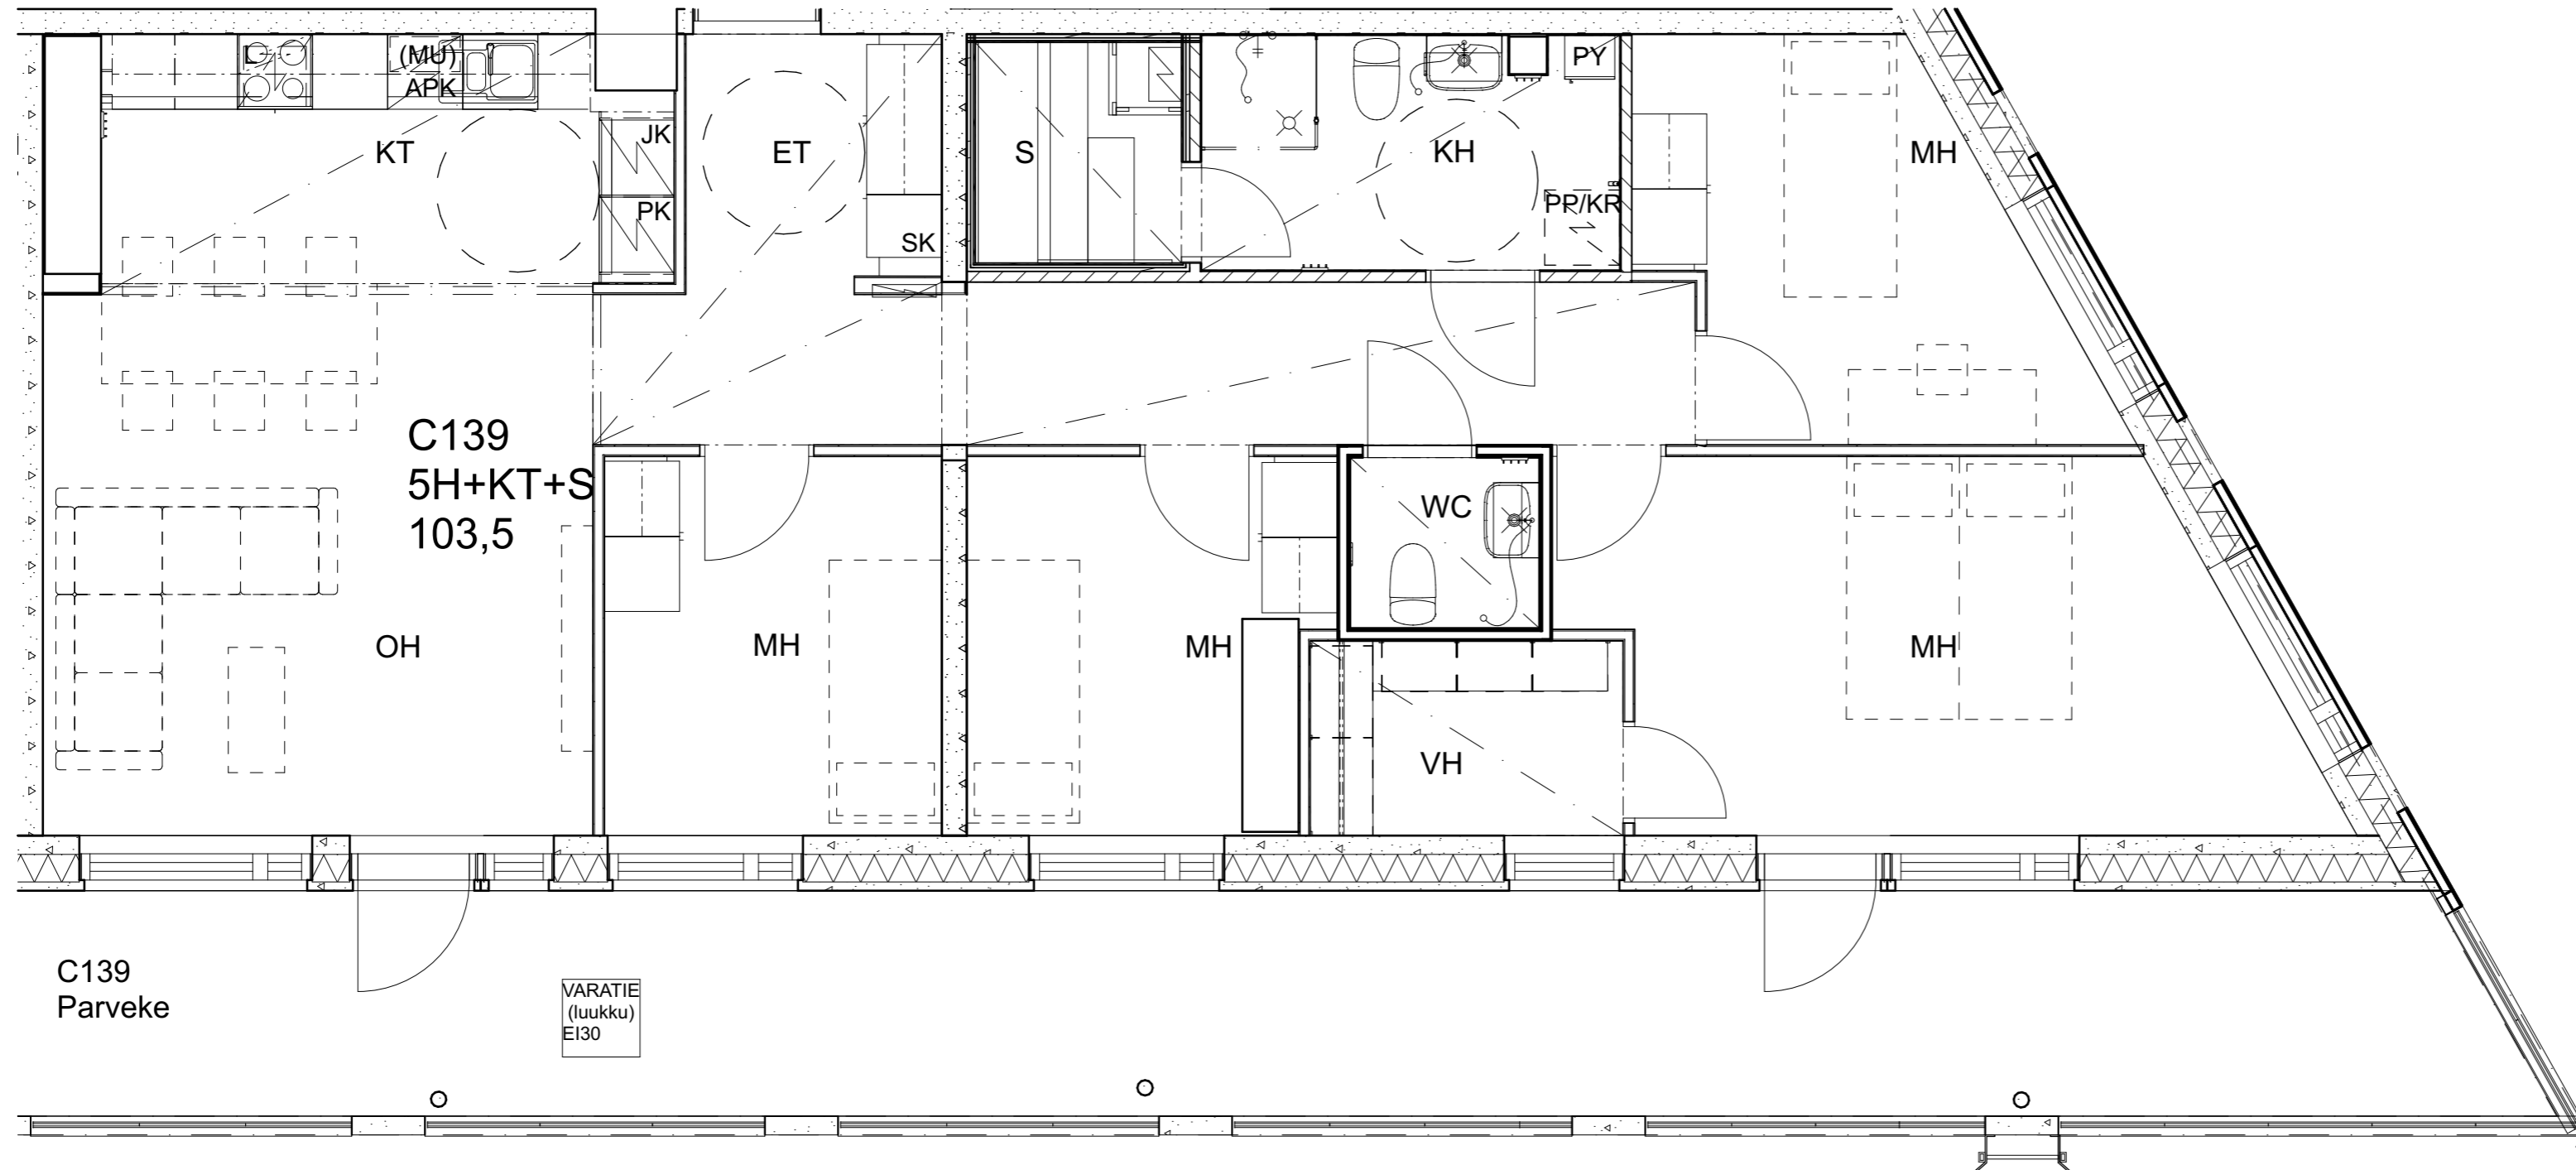 L
(MU)
APK
KT
JK
PK
ET
SK
S
KH
PY
PP/KR
MH
C139
5H+KT+S
103,5
OH
MH
MH
WC
VH
MH
C139
Parveke
VARATIE
(luukku)
EI30